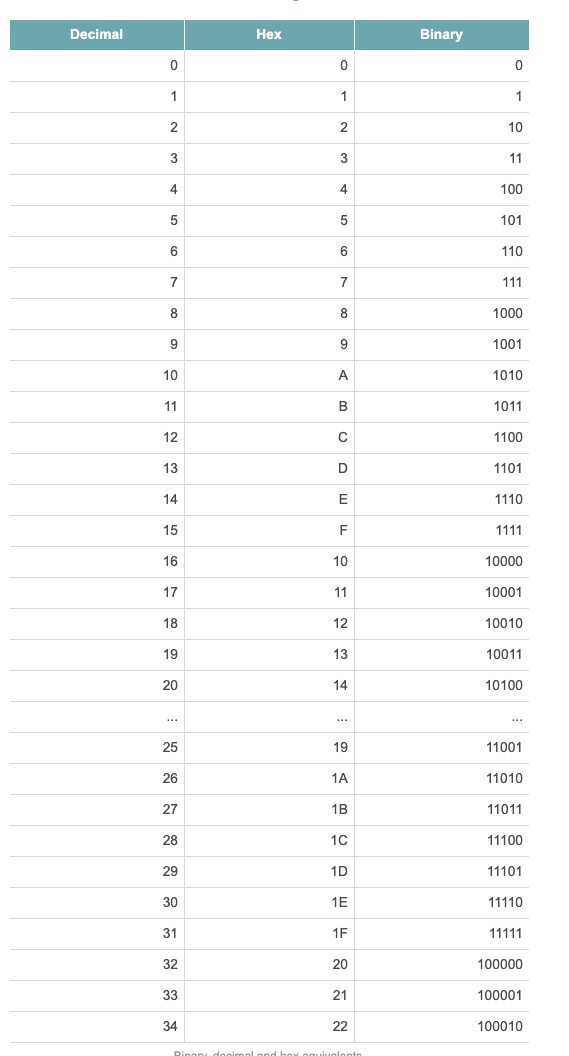 Decimal Hex Binary
0 0 0
1 1 1
2 2 10
3 3 11
4 4 100
5 5 101
6 6 110
7 7 111
8 8 1000
9 9 1001
10 A 1010
11 B 1011
12 C 1100
13 D 1101
14 E 1110
15 F 1111
16 10 10000
17 11 10001
18 12 10010
19 13 10011
20 14 10100
... ... ...
25 19 11001
26 1A 11010
27 1B 11011
28 1C 11100
29 1D 11101
30 1E 11110
31 1F 11111
32 20 100000
33 21 100001
34 22 100010
Binary, decimal and hex equivalents